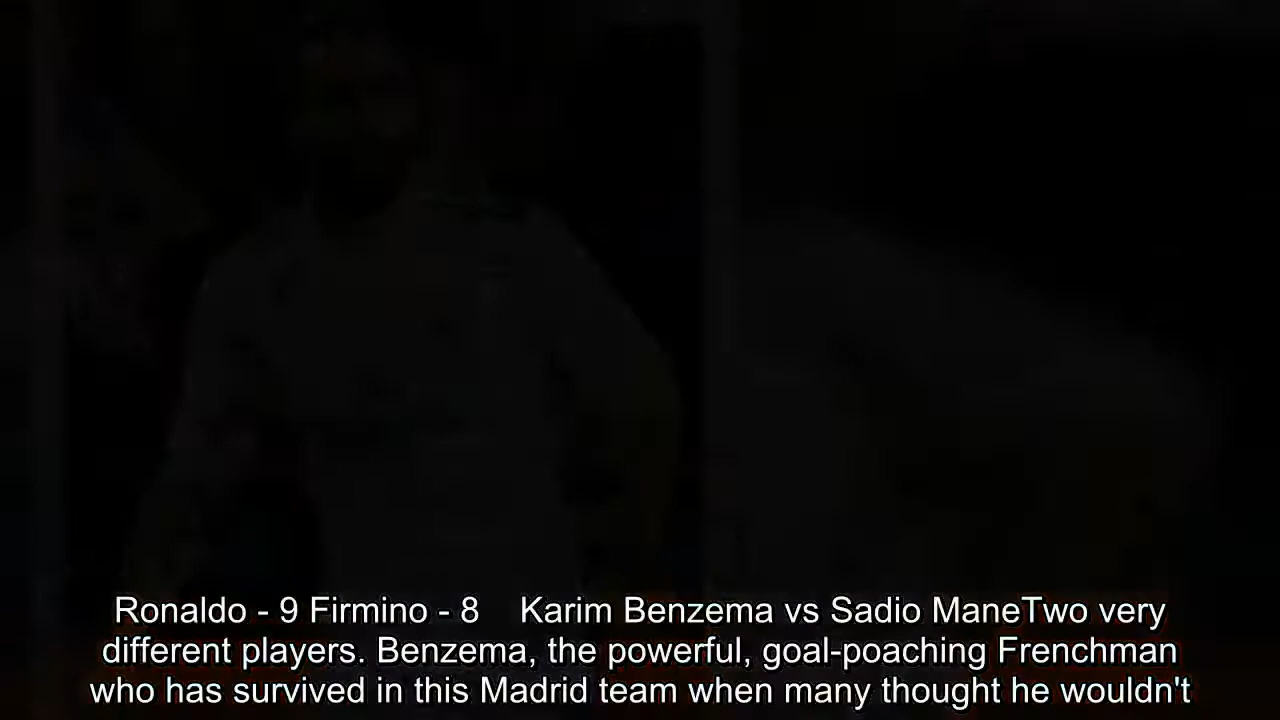 Ronaldo - 9 Firmino - 8    Karim Benzema vs Sadio ManeTwo very
different players. Benzema, the powerful, goal-poaching Frenchman
who has survived in this Madrid team when many thought he wouldn't